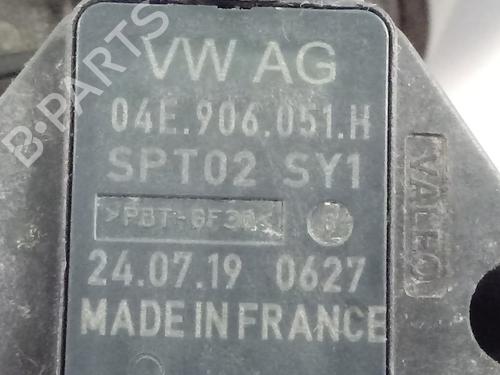 B-PARTS
VW AG
04E.906.051.H
SPT02 SY1
>PBT-GF30<
24.07.19 0627
MADE IN FRANCE
VALEO